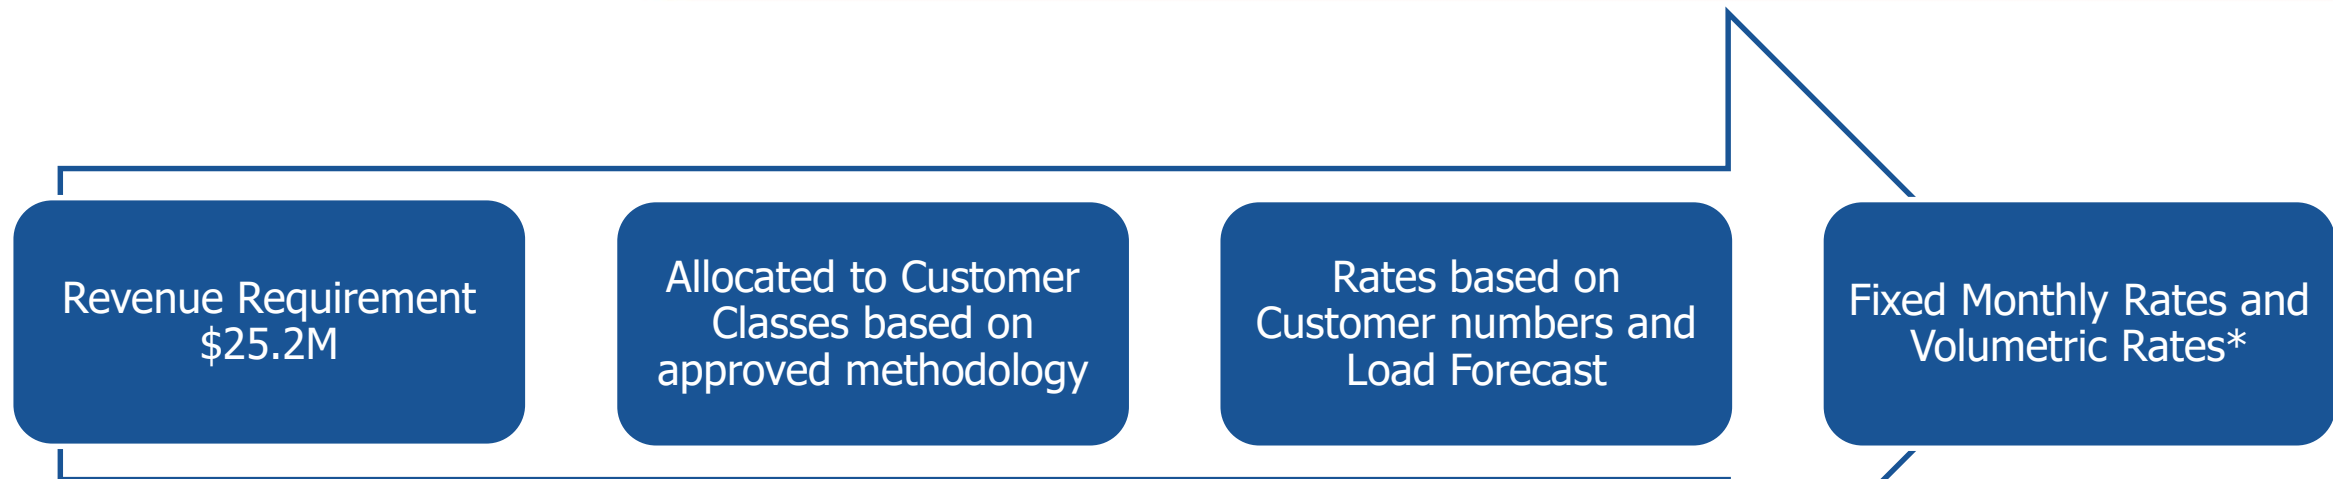 Revenue Requirement
$25.2M
Allocated to Customer
Classes based on
approved methodology
Rates based on
Customer numbers and
Load Forecast
Fixed Monthly Rates and
Volumetric Rates*